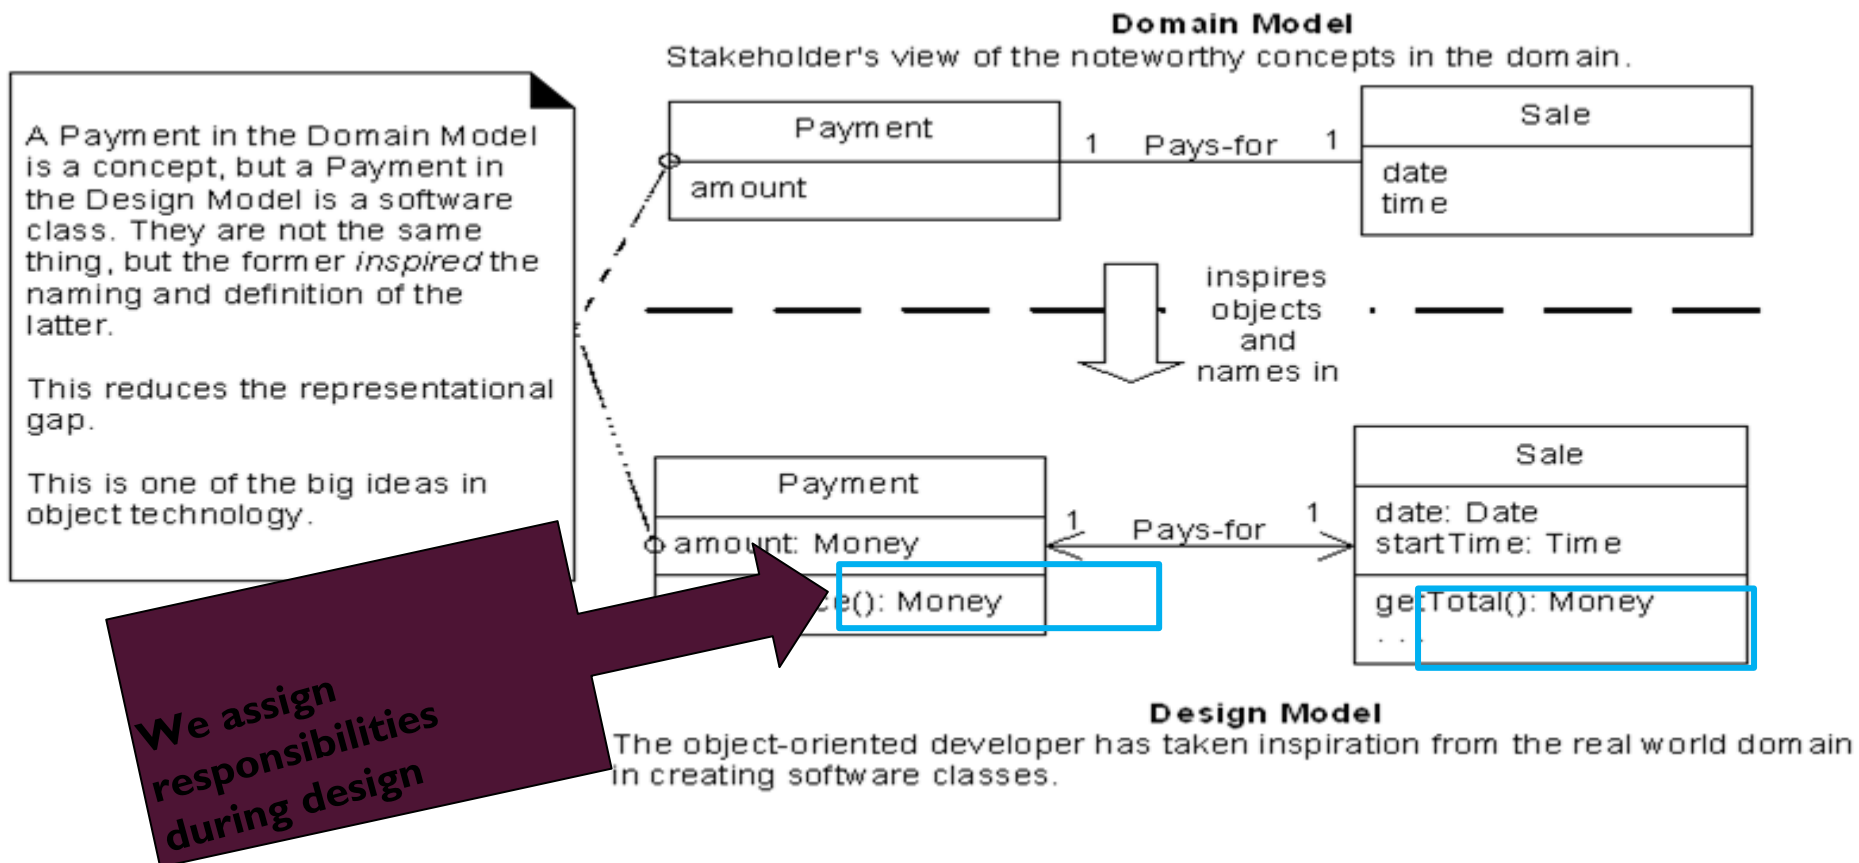 Domain Model
Stakeholder's view of the noteworthy concepts in the domain.
A Payment in the Domain Model
is a concept, but a Payment in
the Design Model is a software
class. They are not the same
thing, but the former inspired the
naming and definition of the
latter.
This reduces the representational
gap.
This is one of the big ideas in
object technology.
Payment
amount
1 Pays-for 1
Sale
date
time
inspires
objects
and
names in
Payment
amount: Money
ce(): Money
1 Pays-for 1
Sale
date: Date
startTime: Time
getTotal(): Money
. . .
We assign
responsibilities
during design
Design Model
The object-oriented developer has taken inspiration from the real world domain
in creating software classes.